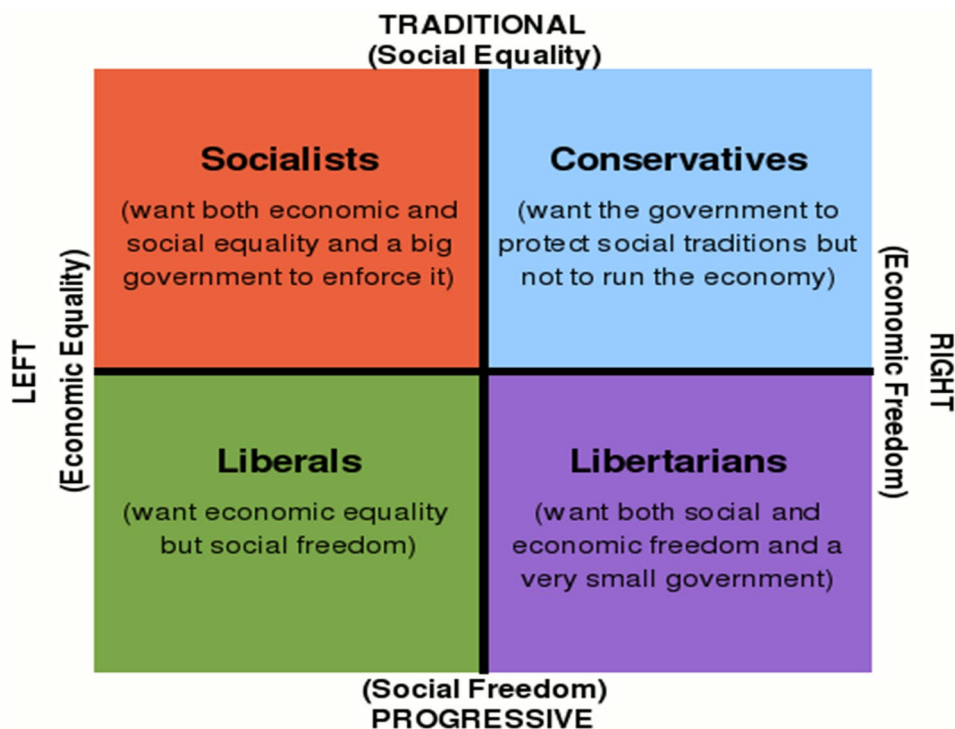 TRADITIONAL
(Social Equality)
Socialists
(want both economic and
social equality and a big
government to enforce it)
Conservatives
(want the government to
protect social traditions but
not to run the economy)
LEFT
(Economic Equality)
(Economic Freedom)
RIGHT
Liberals
(want economic equality
but social freedom)
Libertarians
(want both social and
economic freedom and a
very small government)
(Social Freedom)
PROGRESSIVE